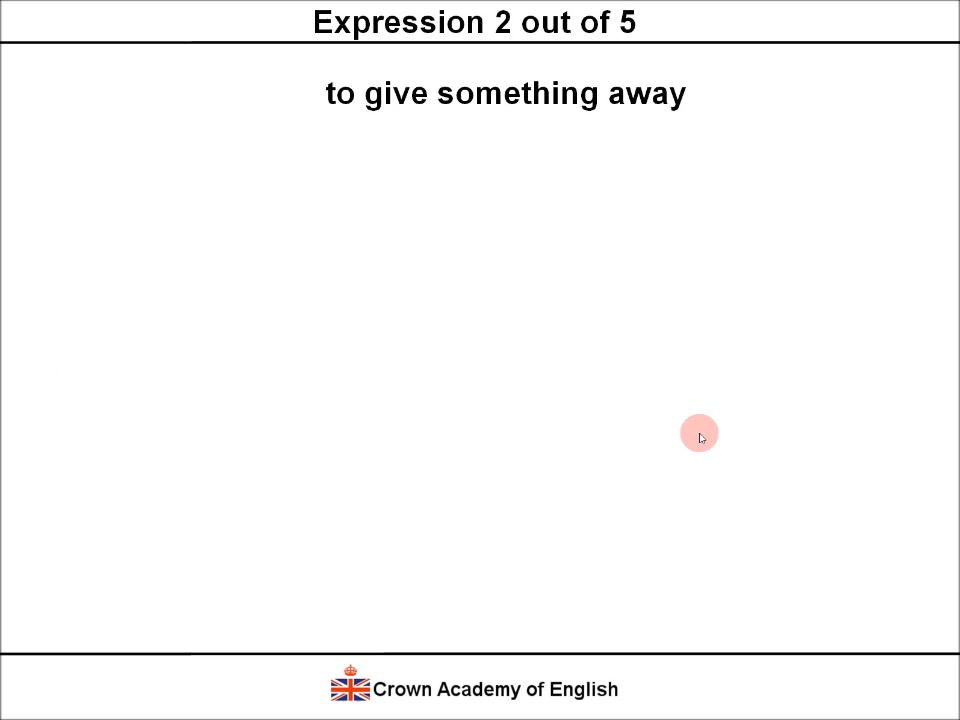 Expression 2 out of 5
to give something away
Crown Academy of English